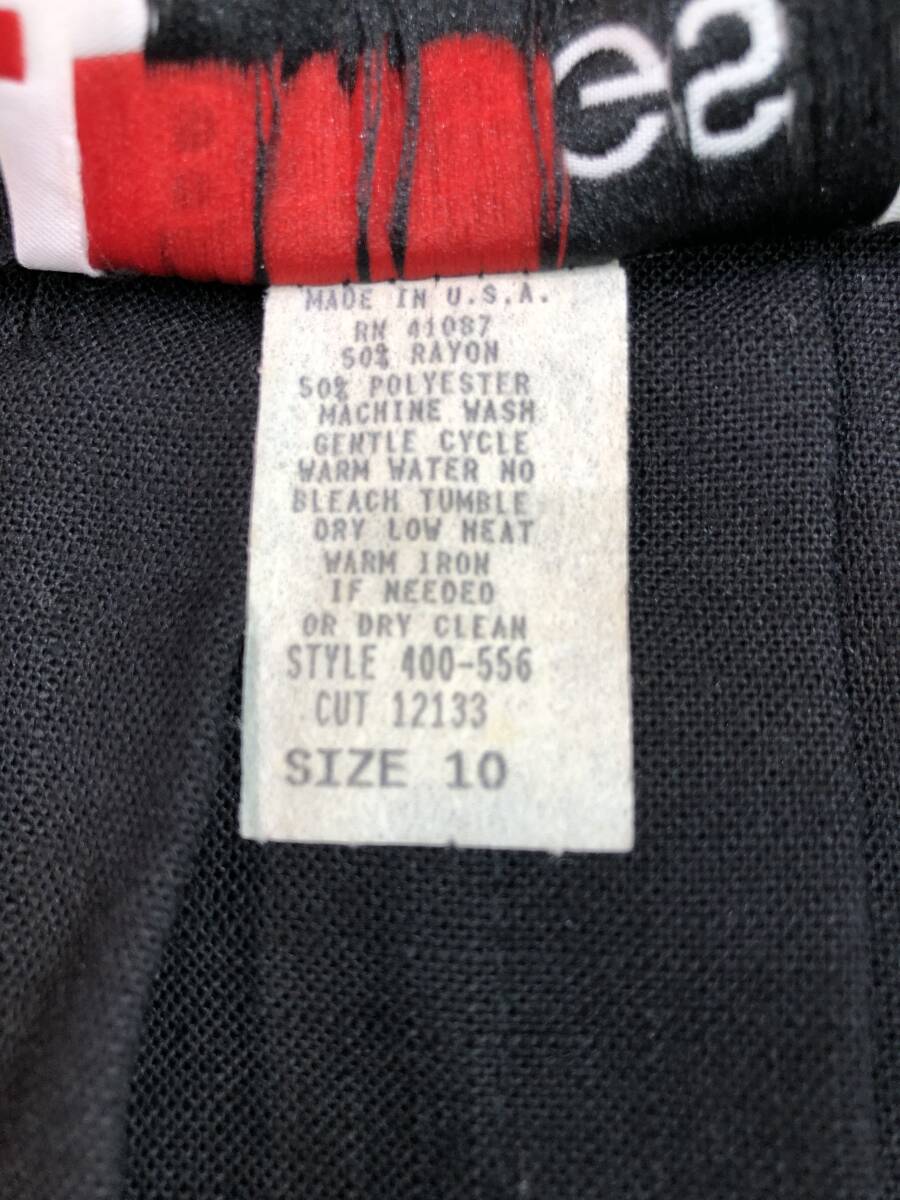 es
MADE IN U.S.A.
RN 41087
50% RAYON
50% POLYESTER
MACHINE WASH
GENTLE CYCLE
WARM WATER NO
BLEACH TUMBLE
DRY LOW HEAT
WARM IRON
IF NEEDED
OR DRY CLEAN
STYLE 400-556
CUT 12133
SIZE 10